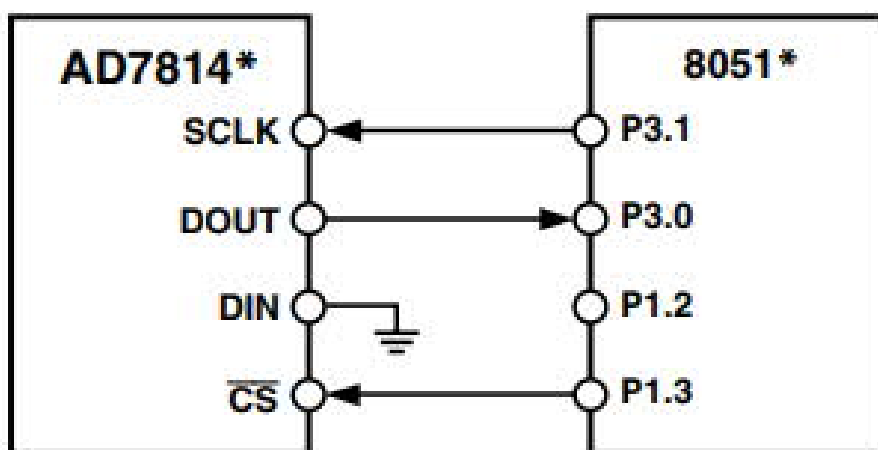 AD7814* 8051*
SCLK P3.1
DOUT P3.0
DIN P1.2
CS P1.3